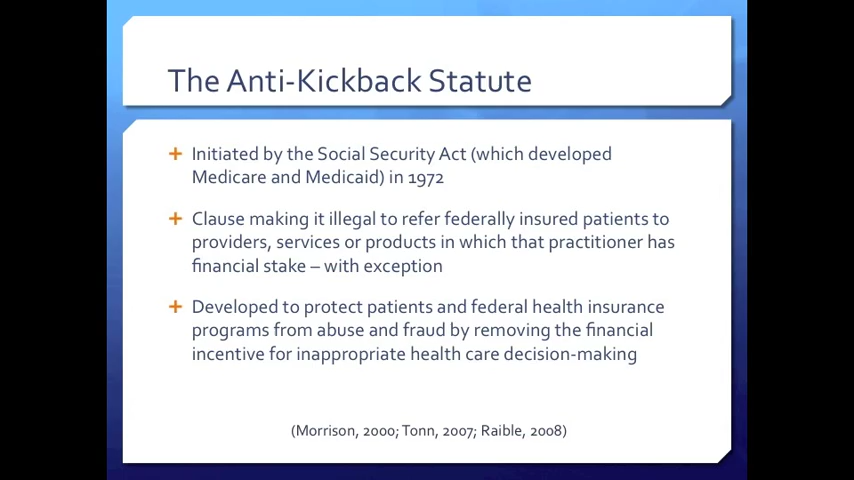 The Anti-Kickback Statute
+ Initiated by the Social Security Act (which developed
Medicare and Medicaid) in 1972
+ Clause making it illegal to refer federally insured patients to
providers, services or products in which that practitioner has
financial stake – with exception
+ Developed to protect patients and federal health insurance
programs from abuse and fraud by removing the financial
incentive for inappropriate health care decision-making
(Morrison, 2000; Tonn, 2007; Raible, 2008)